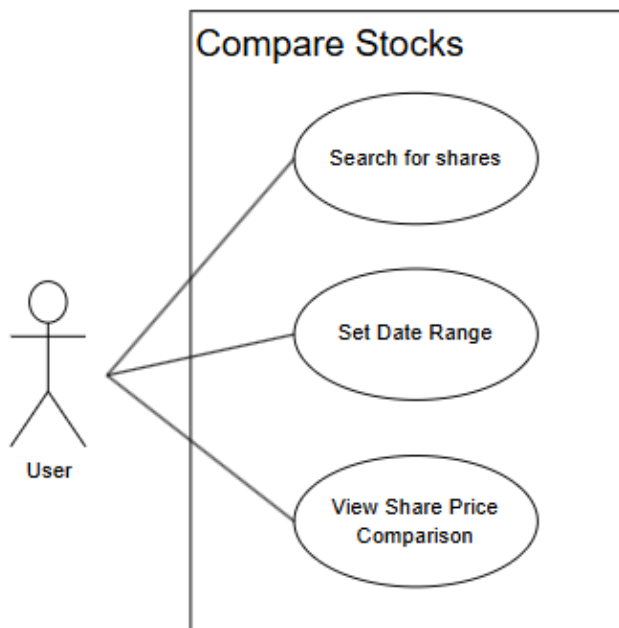 Compare Stocks
Search for shares
Set Date Range
User
View Share Price
Comparison